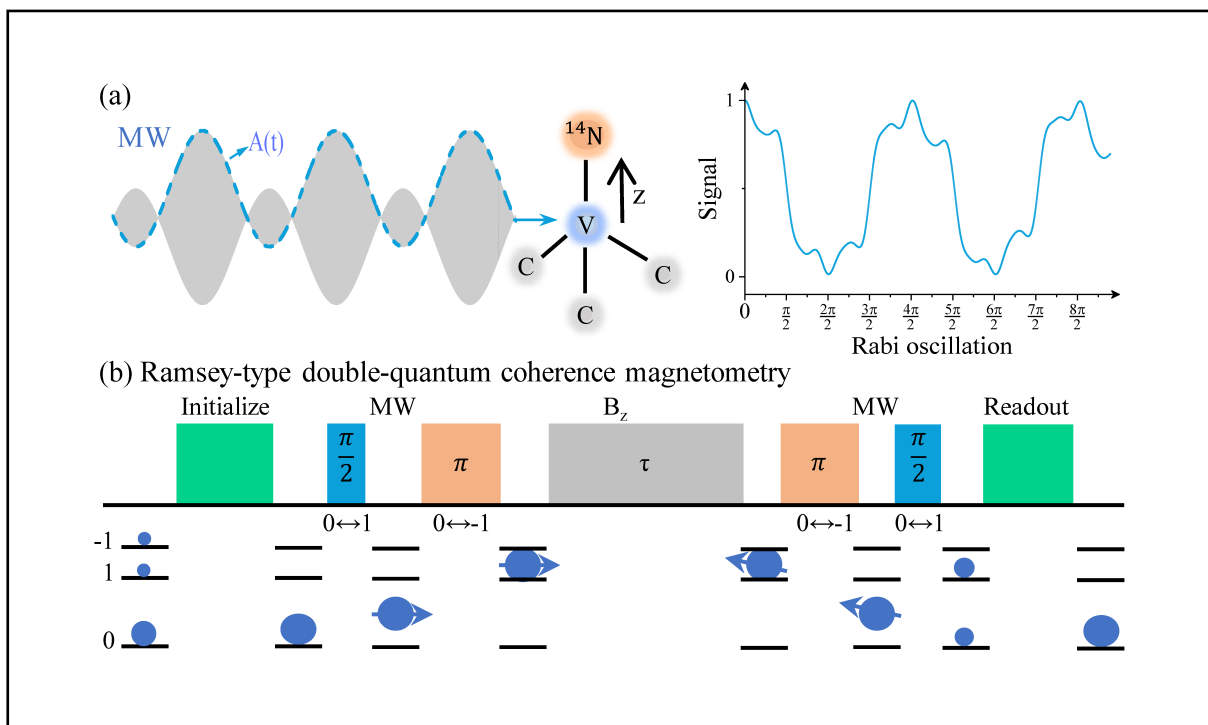 (a)
MW
A(t)
¹⁴N
z
V
C
C
C
Signal
1
0
0
π/2
2π/2
3π/2
4π/2
5π/2
6π/2
7π/2
8π/2
Rabi oscillation
(b) Ramsey-type double-quantum coherence magnetometry
Initialize MW B_z MW Readout
π/2 π τ π π/2
0↔1 0↔-1 0↔-1 0↔1
-1
1
0